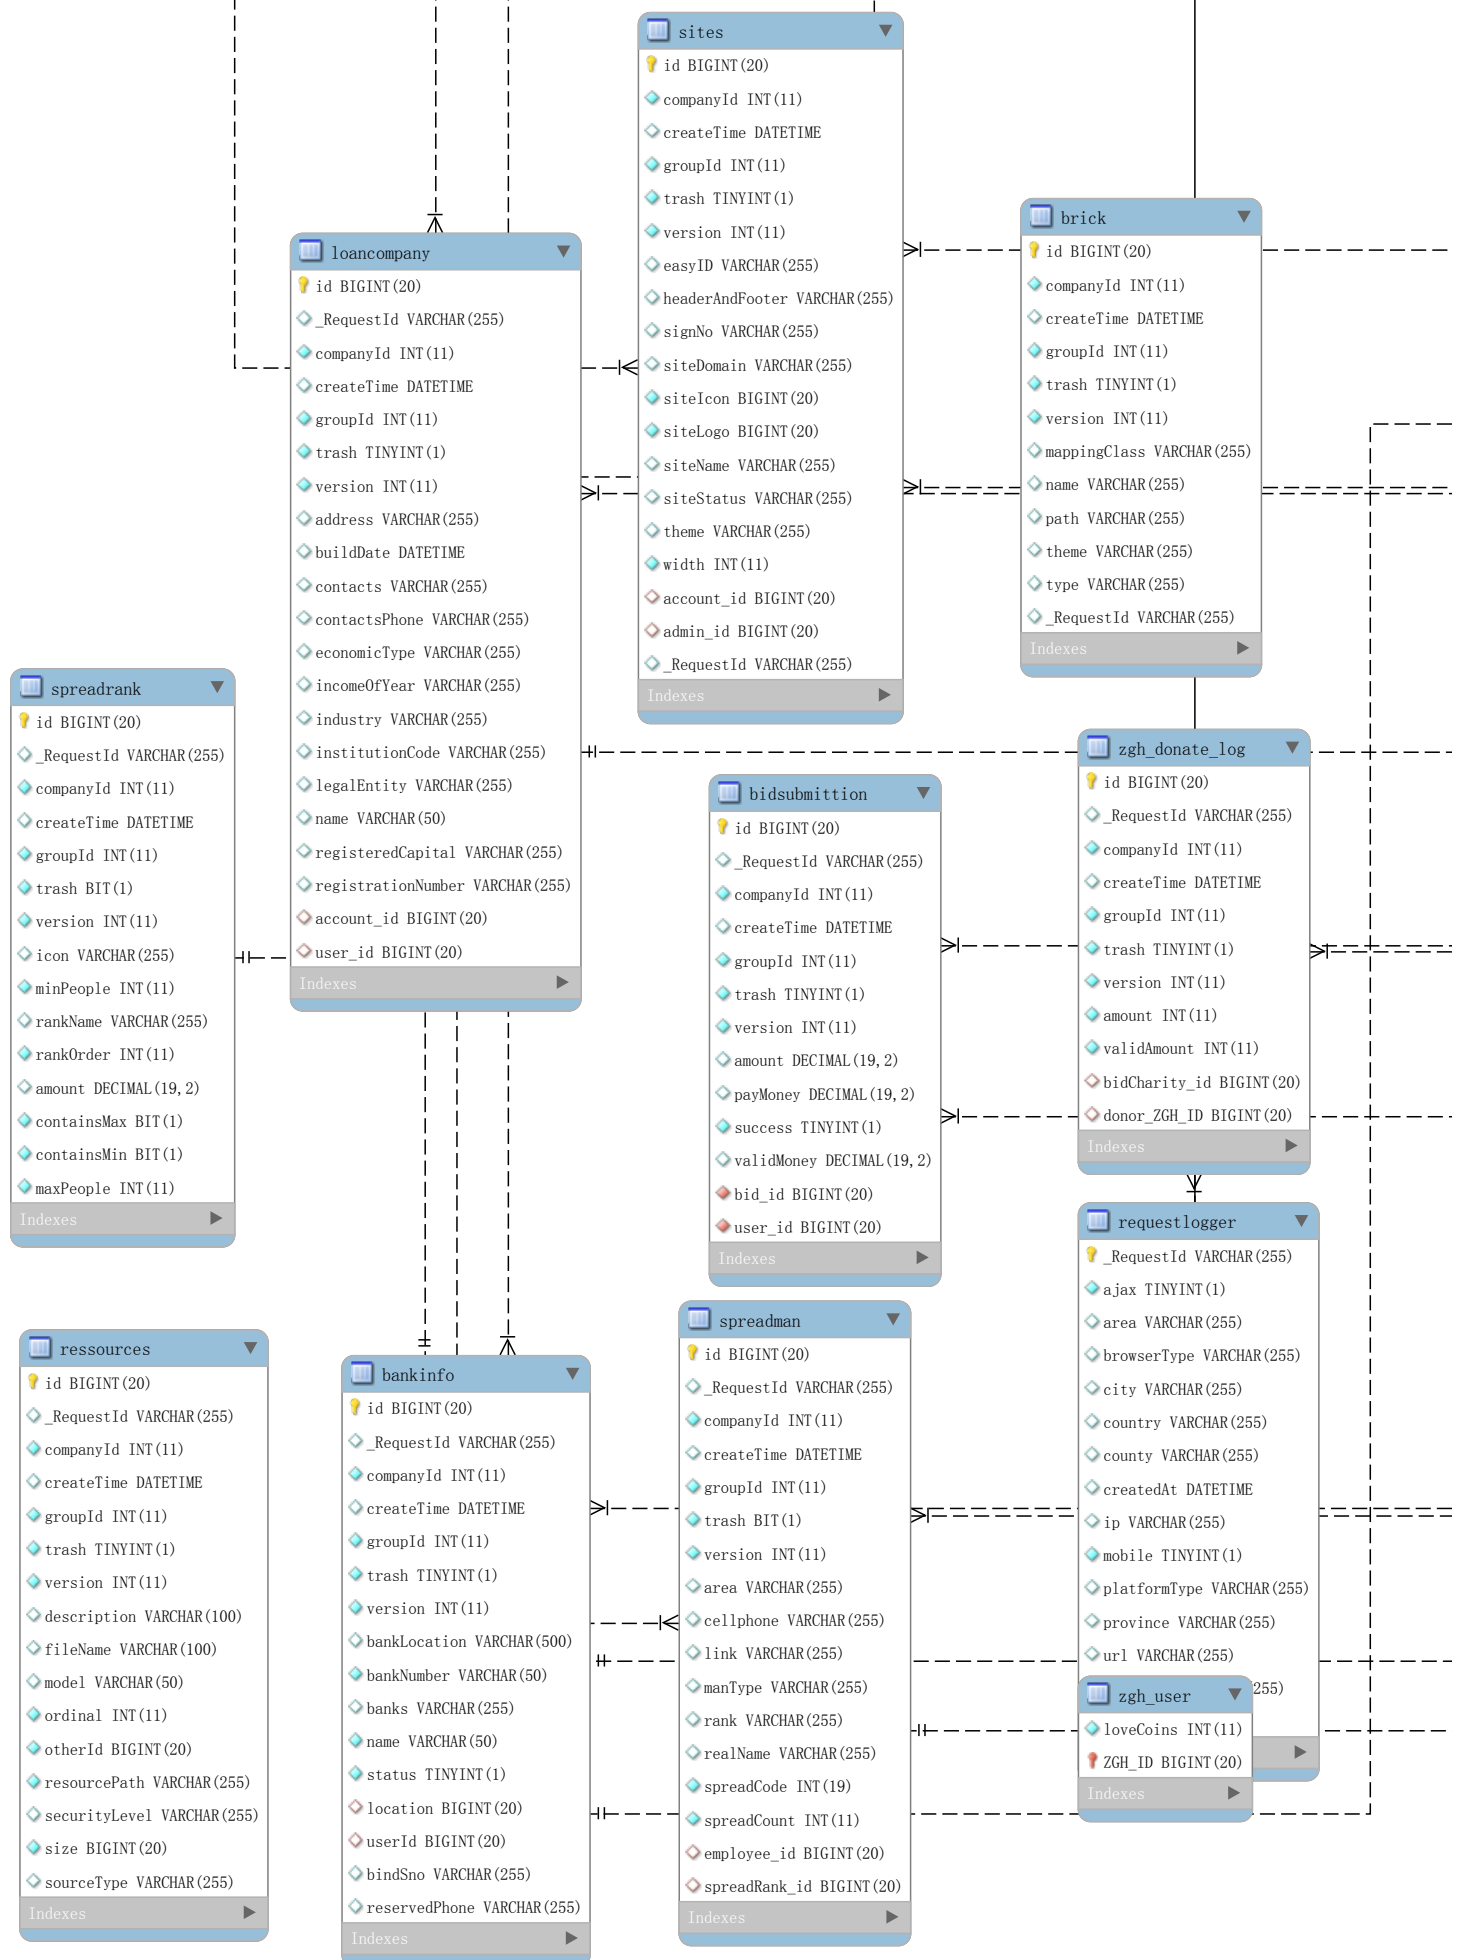 sites
id BIGINT(20)
companyId INT(11)
createTime DATETIME
groupId INT(11)
trash TINYINT(1)
version INT(11)
easyID VARCHAR(255)
headerAndFooter VARCHAR(255)
signNo VARCHAR(255)
siteDomain VARCHAR(255)
siteIcon BIGINT(20)
siteLogo BIGINT(20)
siteName VARCHAR(255)
siteStatus VARCHAR(255)
theme VARCHAR(255)
width INT(11)
account_id BIGINT(20)
admin_id BIGINT(20)
_RequestId VARCHAR(255)
Indexes
brick
id BIGINT(20)
companyId INT(11)
createTime DATETIME
groupId INT(11)
trash TINYINT(1)
version INT(11)
mappingClass VARCHAR(255)
name VARCHAR(255)
path VARCHAR(255)
theme VARCHAR(255)
type VARCHAR(255)
_RequestId VARCHAR(255)
Indexes
loancompany
id BIGINT(20)
_RequestId VARCHAR(255)
companyId INT(11)
createTime DATETIME
groupId INT(11)
trash TINYINT(1)
version INT(11)
address VARCHAR(255)
buildDate DATETIME
contacts VARCHAR(255)
contactsPhone VARCHAR(255)
economicType VARCHAR(255)
incomeOfYear VARCHAR(255)
industry VARCHAR(255)
institutionCode VARCHAR(255)
legalEntity VARCHAR(255)
name VARCHAR(50)
registeredCapital VARCHAR(255)
registrationNumber VARCHAR(255)
account_id BIGINT(20)
user_id BIGINT(20)
Indexes
spreadrank
id BIGINT(20)
_RequestId VARCHAR(255)
companyId INT(11)
createTime DATETIME
groupId INT(11)
trash BIT(1)
version INT(11)
icon VARCHAR(255)
minPeople INT(11)
rankName VARCHAR(255)
rankOrder INT(11)
amount DECIMAL(19,2)
containsMax BIT(1)
containsMin BIT(1)
maxPeople INT(11)
Indexes
zgh_donate_log
id BIGINT(20)
_RequestId VARCHAR(255)
companyId INT(11)
createTime DATETIME
groupId INT(11)
trash TINYINT(1)
version INT(11)
amount INT(11)
validAmount INT(11)
bidCharity_id BIGINT(20)
donor_ZGH_ID BIGINT(20)
Indexes
bidsubmittion
id BIGINT(20)
_RequestId VARCHAR(255)
companyId INT(11)
createTime DATETIME
groupId INT(11)
trash TINYINT(1)
version INT(11)
amount DECIMAL(19,2)
payMoney DECIMAL(19,2)
success TINYINT(1)
validMoney DECIMAL(19,2)
bid_id BIGINT(20)
user_id BIGINT(20)
Indexes
requestlogger
_RequestId VARCHAR(255)
ajax TINYINT(1)
area VARCHAR(255)
browserType VARCHAR(255)
city VARCHAR(255)
country VARCHAR(255)
county VARCHAR(255)
createdAt DATETIME
ip VARCHAR(255)
mobile TINYINT(1)
platformType VARCHAR(255)
province VARCHAR(255)
url VARCHAR(255)
255)
zgh_user
loveCoins INT(11)
ZGH_ID BIGINT(20)
Indexes
spreadman
id BIGINT(20)
_RequestId VARCHAR(255)
companyId INT(11)
createTime DATETIME
groupId INT(11)
trash BIT(1)
version INT(11)
area VARCHAR(255)
cellphone VARCHAR(255)
link VARCHAR(255)
manType VARCHAR(255)
rank VARCHAR(255)
realName VARCHAR(255)
spreadCode INT(19)
spreadCount INT(11)
employee_id BIGINT(20)
spreadRank_id BIGINT(20)
Indexes
ressources
id BIGINT(20)
_RequestId VARCHAR(255)
companyId INT(11)
createTime DATETIME
groupId INT(11)
trash TINYINT(1)
version INT(11)
description VARCHAR(100)
fileName VARCHAR(100)
model VARCHAR(50)
ordinal INT(11)
otherId BIGINT(20)
resourcePath VARCHAR(255)
securityLevel VARCHAR(255)
size BIGINT(20)
sourceType VARCHAR(255)
Indexes
bankinfo
id BIGINT(20)
_RequestId VARCHAR(255)
companyId INT(11)
createTime DATETIME
groupId INT(11)
trash TINYINT(1)
version INT(11)
bankLocation VARCHAR(500)
bankNumber VARCHAR(50)
banks VARCHAR(255)
name VARCHAR(50)
status TINYINT(1)
location BIGINT(20)
userId BIGINT(20)
bindSno VARCHAR(255)
reservedPhone VARCHAR(255)
Indexes